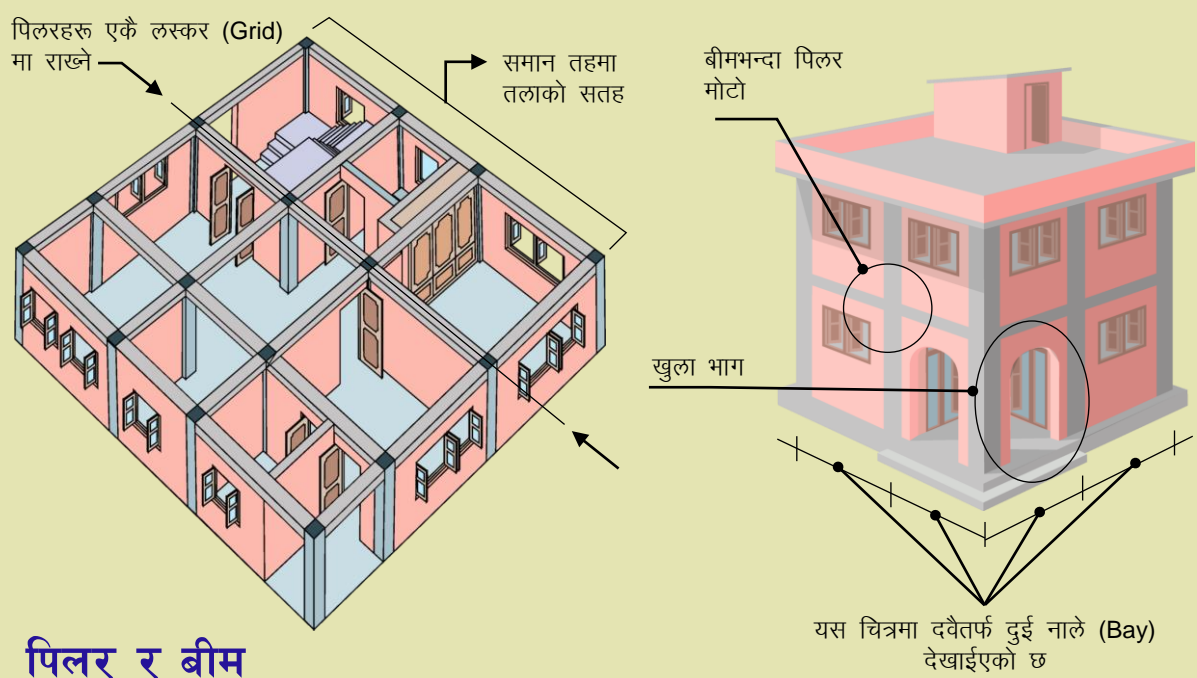 पिलरहरू एकै लस्कर (Grid)
मा राख्ने
समान तहमा
तलाको सतह
बीमभन्दा पिलर
मोटो
खुला भाग
यस चित्रमा दवैतर्फ दुई नाले (Bay)
देखाईएको छ
पिलर र बीम